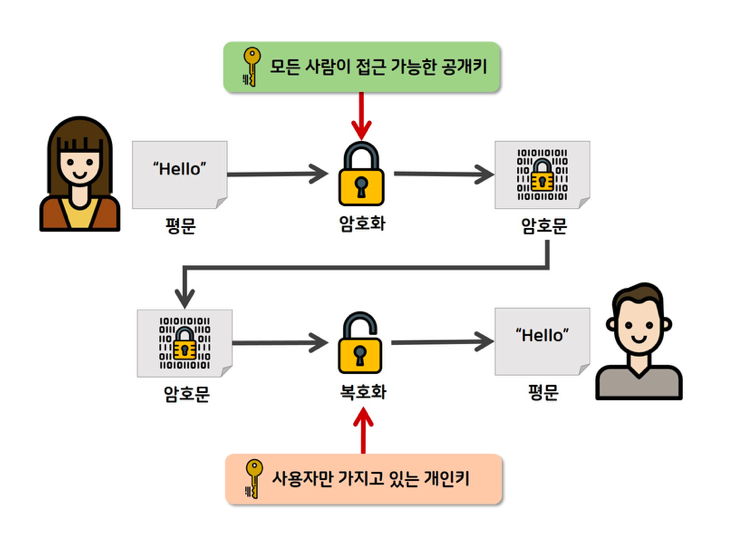 모든 사람이 접근 가능한 공개키
“Hello”
평문
암호화
암호문
암호문
복호화
“Hello”
평문
사용자만 가지고 있는 개인키